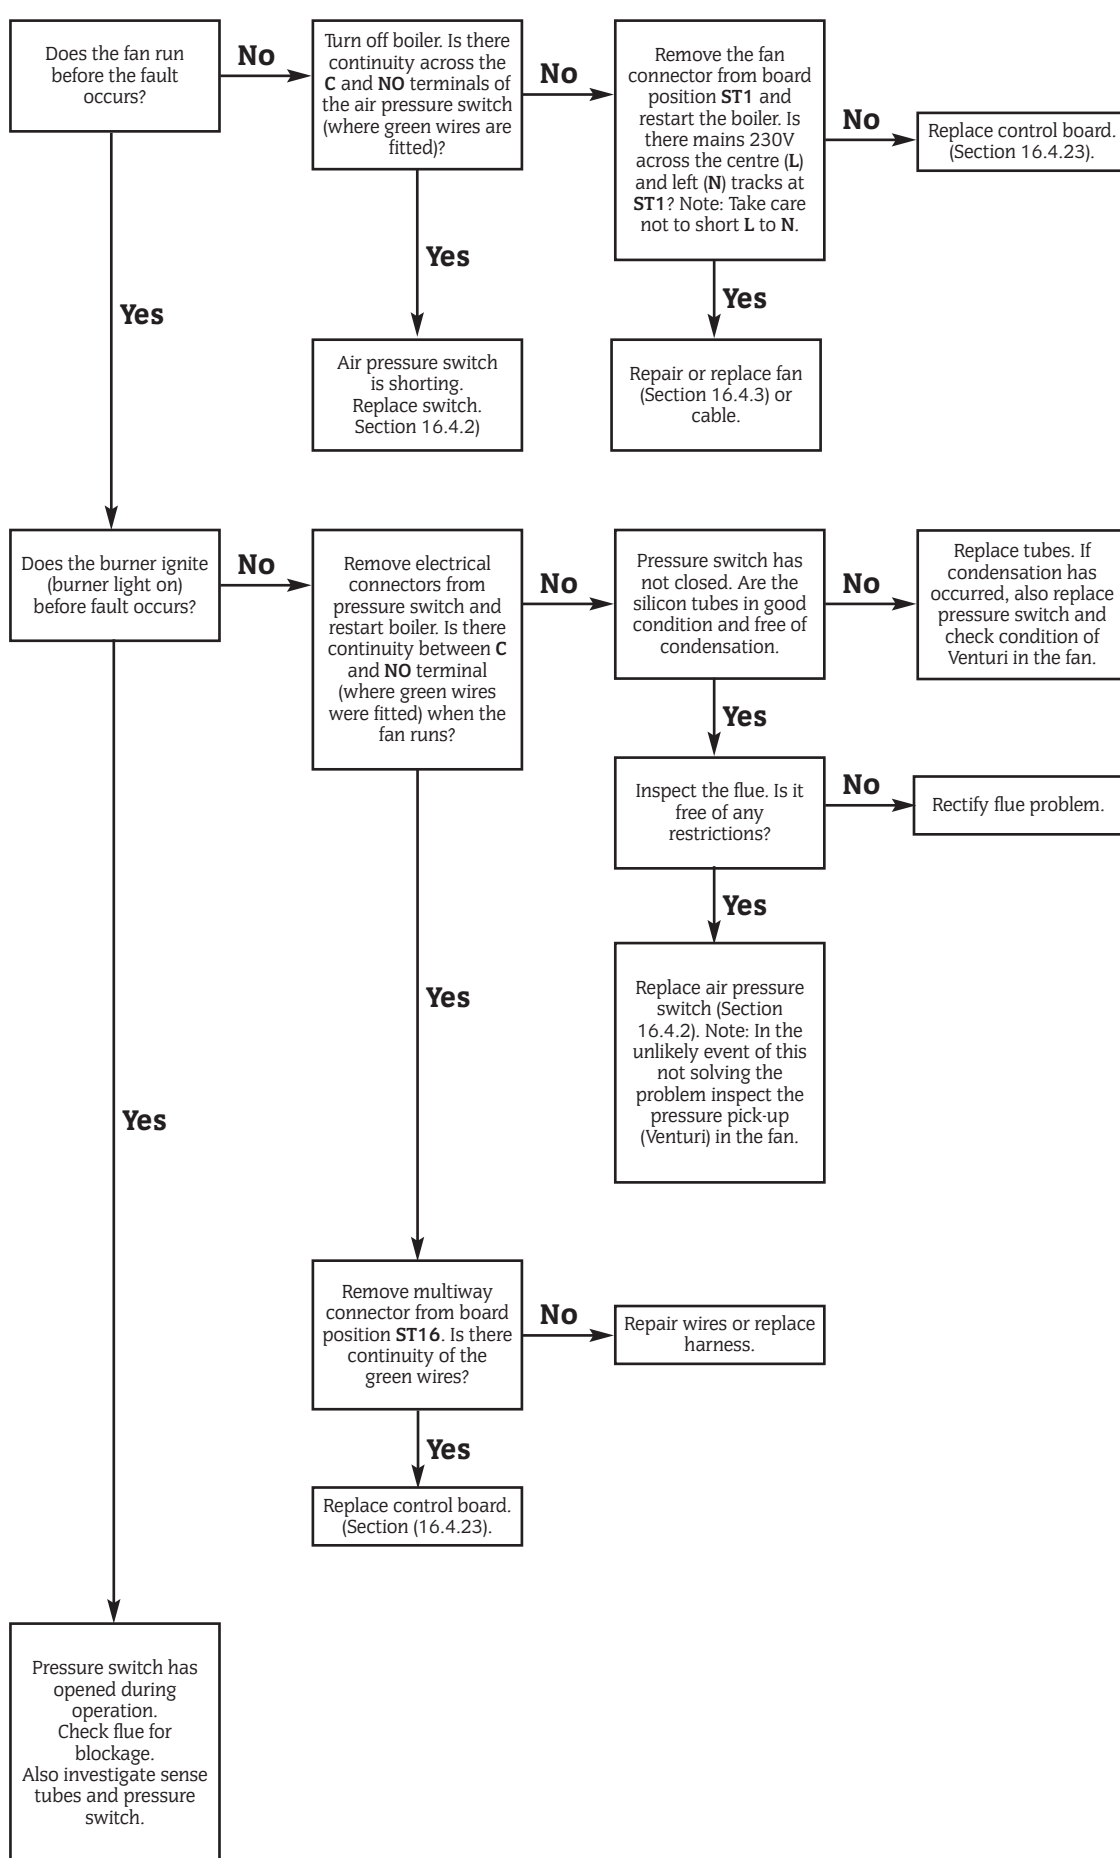 Does the fan run
before the fault
occurs?
No
Turn off boiler. Is there
continuity across the
C and NO terminals of
the air pressure switch
(where green wires are
fitted)?
No
Remove the fan
connector from board
position ST1 and
restart the boiler. Is
there mains 230V
across the centre (L)
and left (N) tracks at
ST1? Note: Take care
not to short L to N.
No
Replace control board.
(Section 16.4.23).
Yes
Yes
Yes
Air pressure switch
is shorting.
Replace switch.
Section 16.4.2)
Repair or replace fan
(Section 16.4.3) or
cable.
Does the burner ignite
(burner light on)
before fault occurs?
No
Remove electrical
connectors from
pressure switch and
restart boiler. Is there
continuity between C
and NO terminal
(where green wires
were fitted) when the
fan runs?
No
Pressure switch has
not closed. Are the
silicon tubes in good
condition and free of
condensation.
No
Replace tubes. If
condensation has
occurred, also replace
pressure switch and
check condition of
Venturi in the fan.
Yes
Inspect the flue. Is it
free of any
restrictions?
No
Rectify flue problem.
Yes
Replace air pressure
switch (Section
16.4.2). Note: In the
unlikely event of this
not solving the
problem inspect the
pressure pick-up
(Venturi) in the fan.
Yes
Yes
Remove multiway
connector from board
position ST16. Is there
continuity of the
green wires?
No
Repair wires or replace
harness.
Yes
Replace control board.
(Section (16.4.23).
Pressure switch has
opened during
operation.
Check flue for
blockage.
Also investigate sense
tubes and pressure
switch.